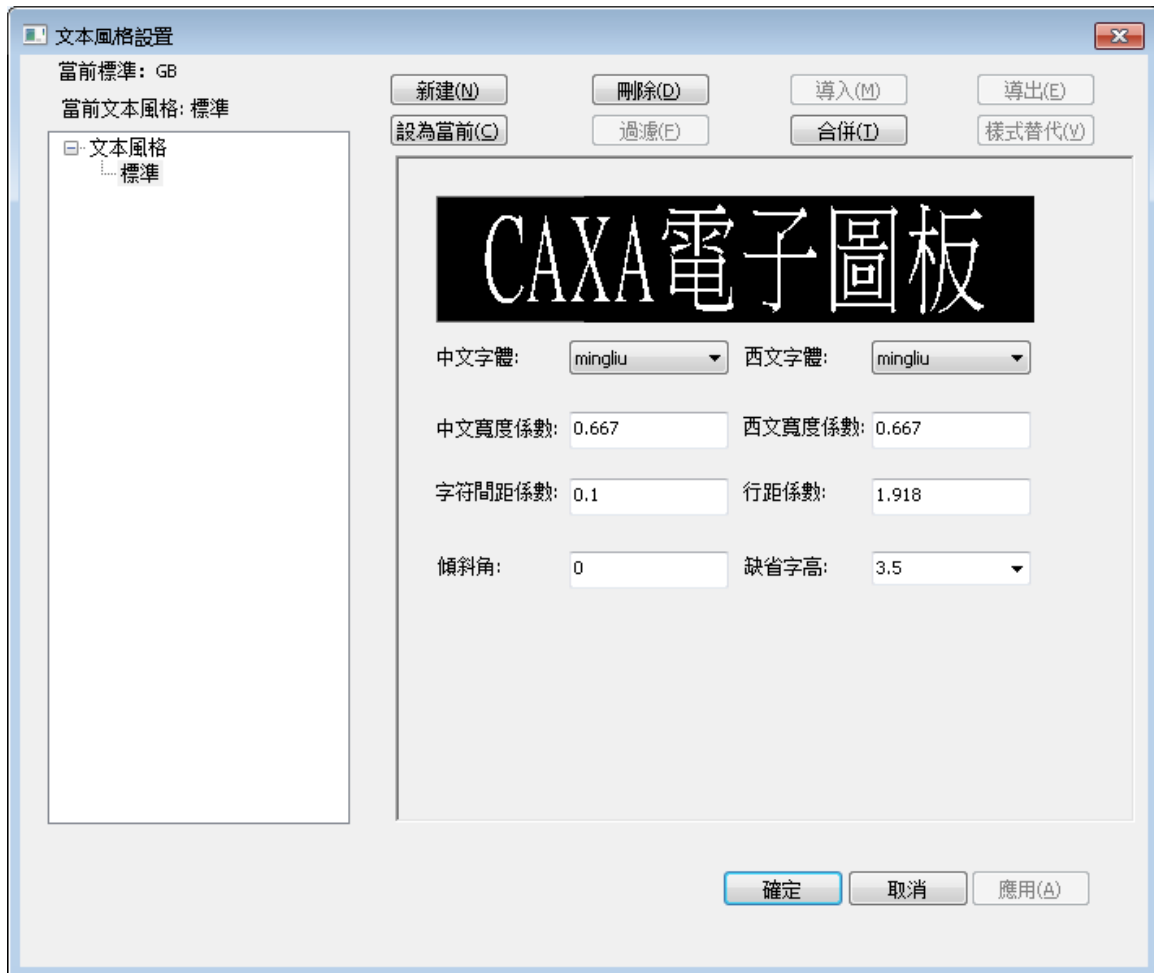 文本風格設置
當前標準: GB
當前文本風格: 標準
文本風格
標準
新建(N) 刪除(D) 導入(M) 導出(E)
設為當前(C) 過濾(F) 合併(T) 樣式替代(V)
CAXA電子圖板
中文字體: mingliu 西文字體: mingliu
中文寬度係數: 0.667 西文寬度係數: 0.667
字符間距係數: 0.1 行距係數: 1.918
傾斜角: 0 缺省字高: 3.5
確定 取消 應用(A)